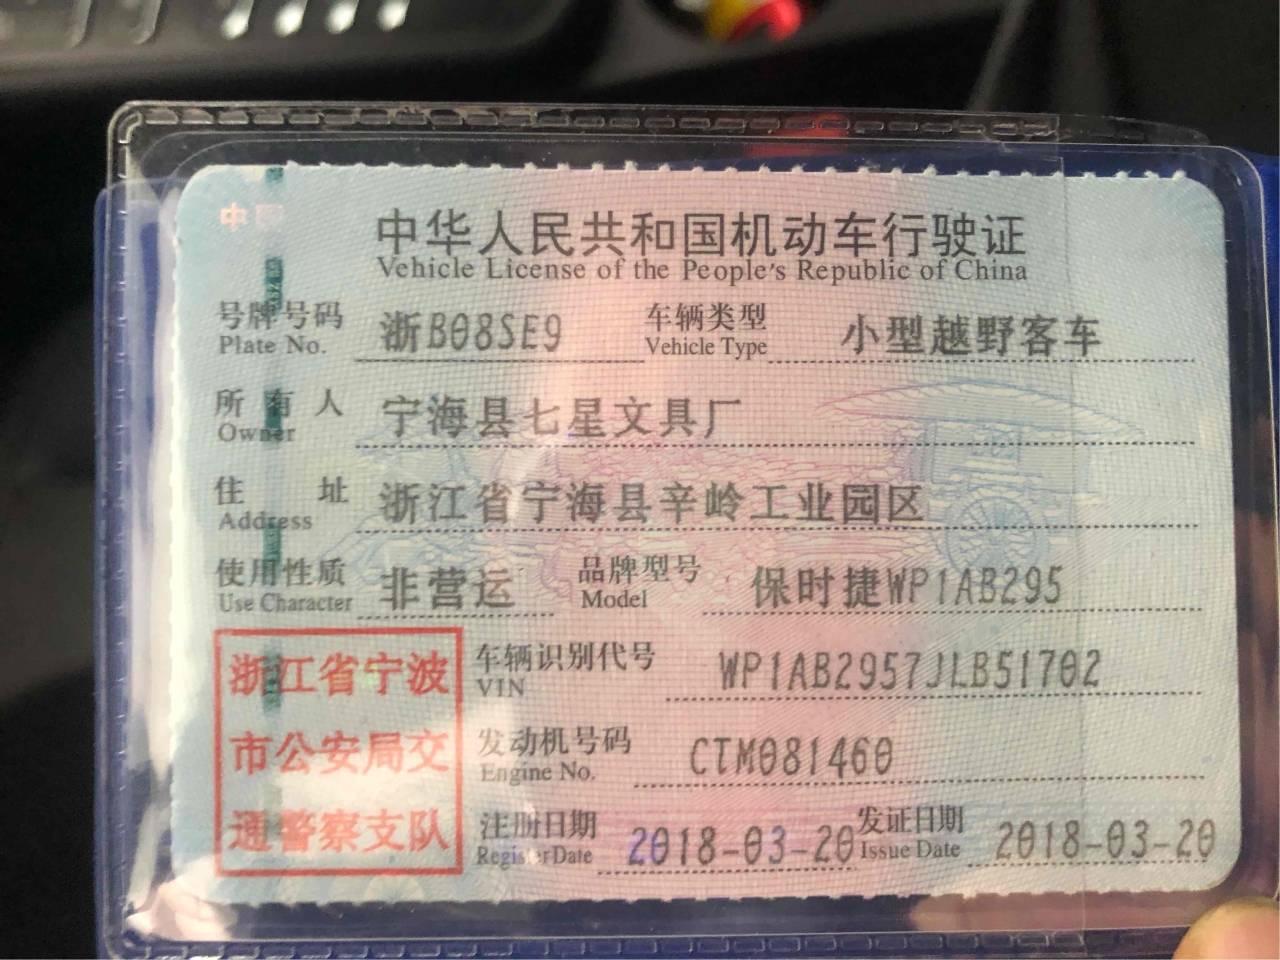 中国
中华人民共和国机动车行驶证
Vehicle License of the People's Republic of China
号牌号码 浙B08SE9 车辆类型 小型越野客车
Plate No. Vehicle Type
所有人 宁海县七星文具厂
Owner
住址 浙江省宁海县辛岭工业园区
Address
使用性质 非营运 品牌型号 保时捷WP1AB295
Use Character Model
浙江省宁波
市公安局交
通警察支队
车辆识别代号 WP1AB2957JLB51702
VIN
发动机号码 CTM081460
Engine No.
注册日期 2018-03-20 发证日期 2018-03-20
Register Date Issue Date